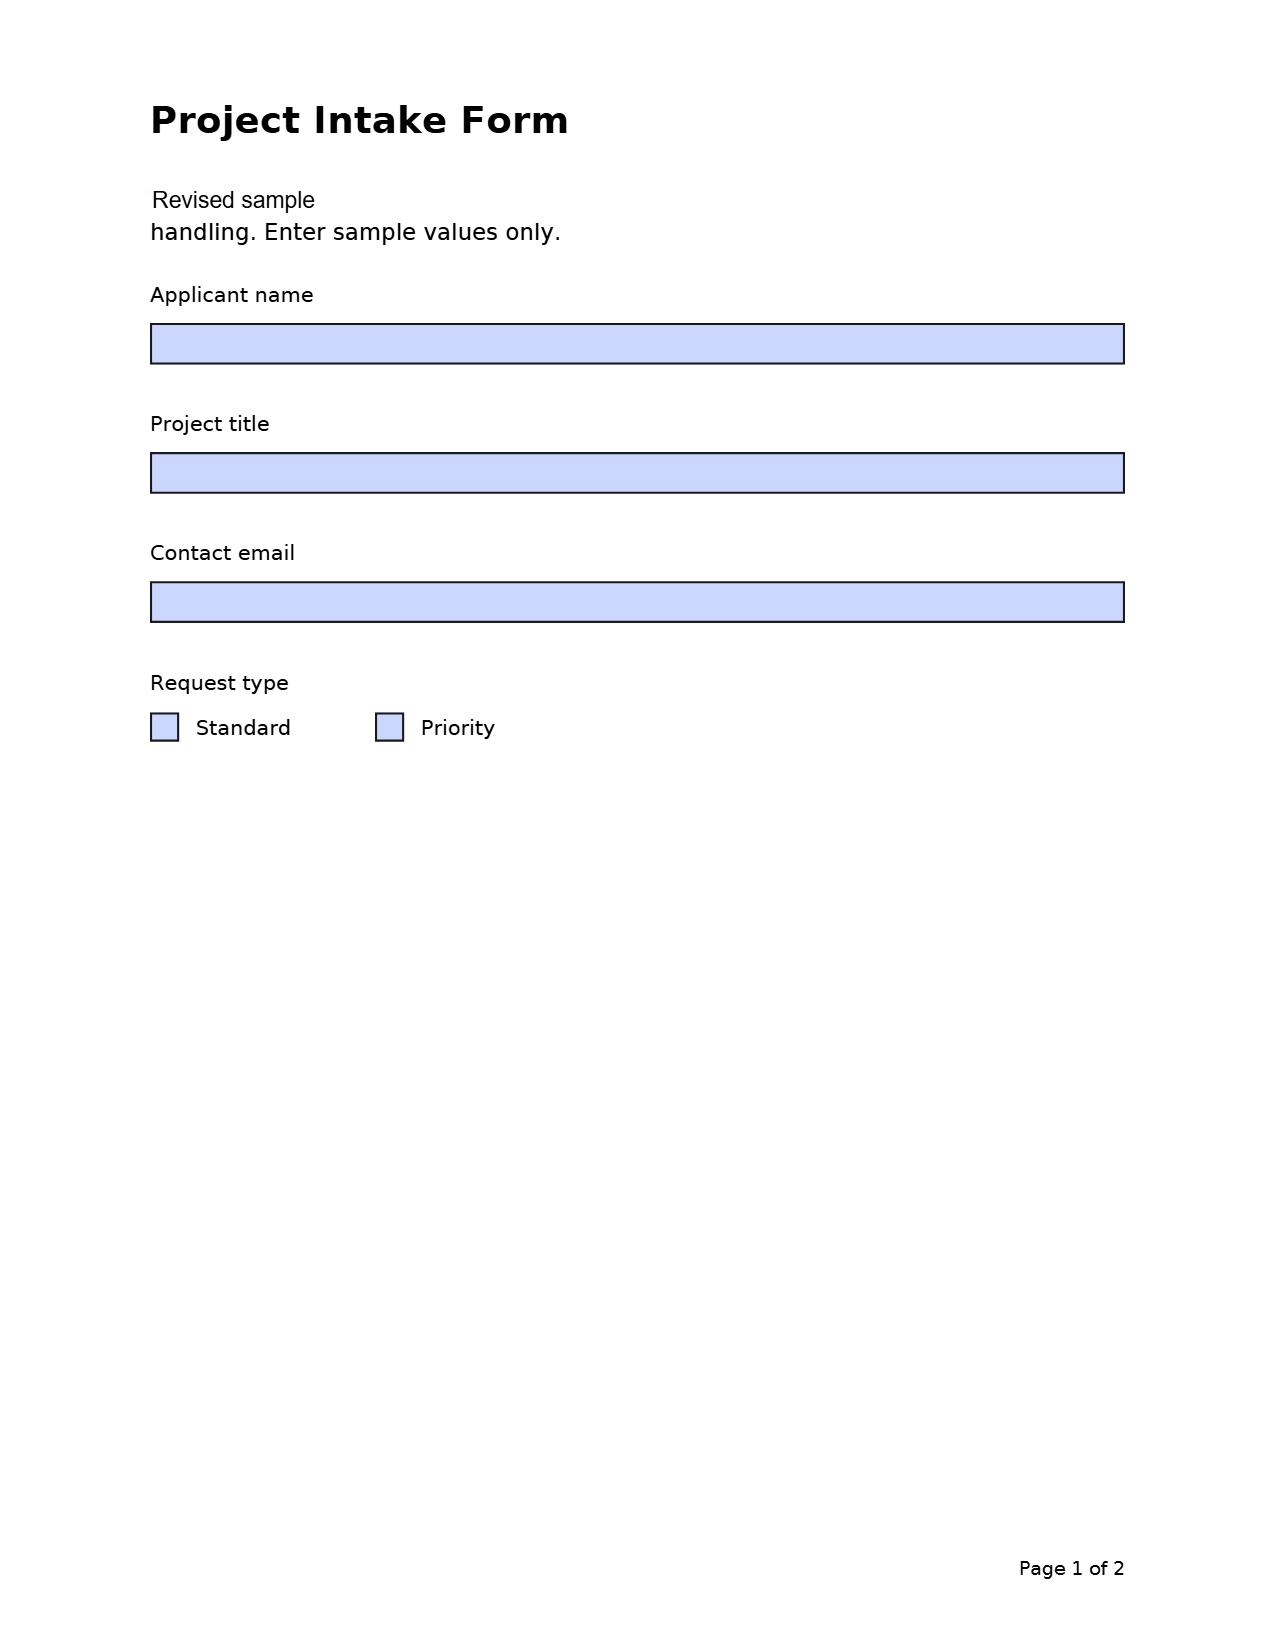 Project Intake Form
Revised sample
handling. Enter sample values only.
Applicant name
Project title
Contact email
Request type
Standard Priority
Page 1 of 2